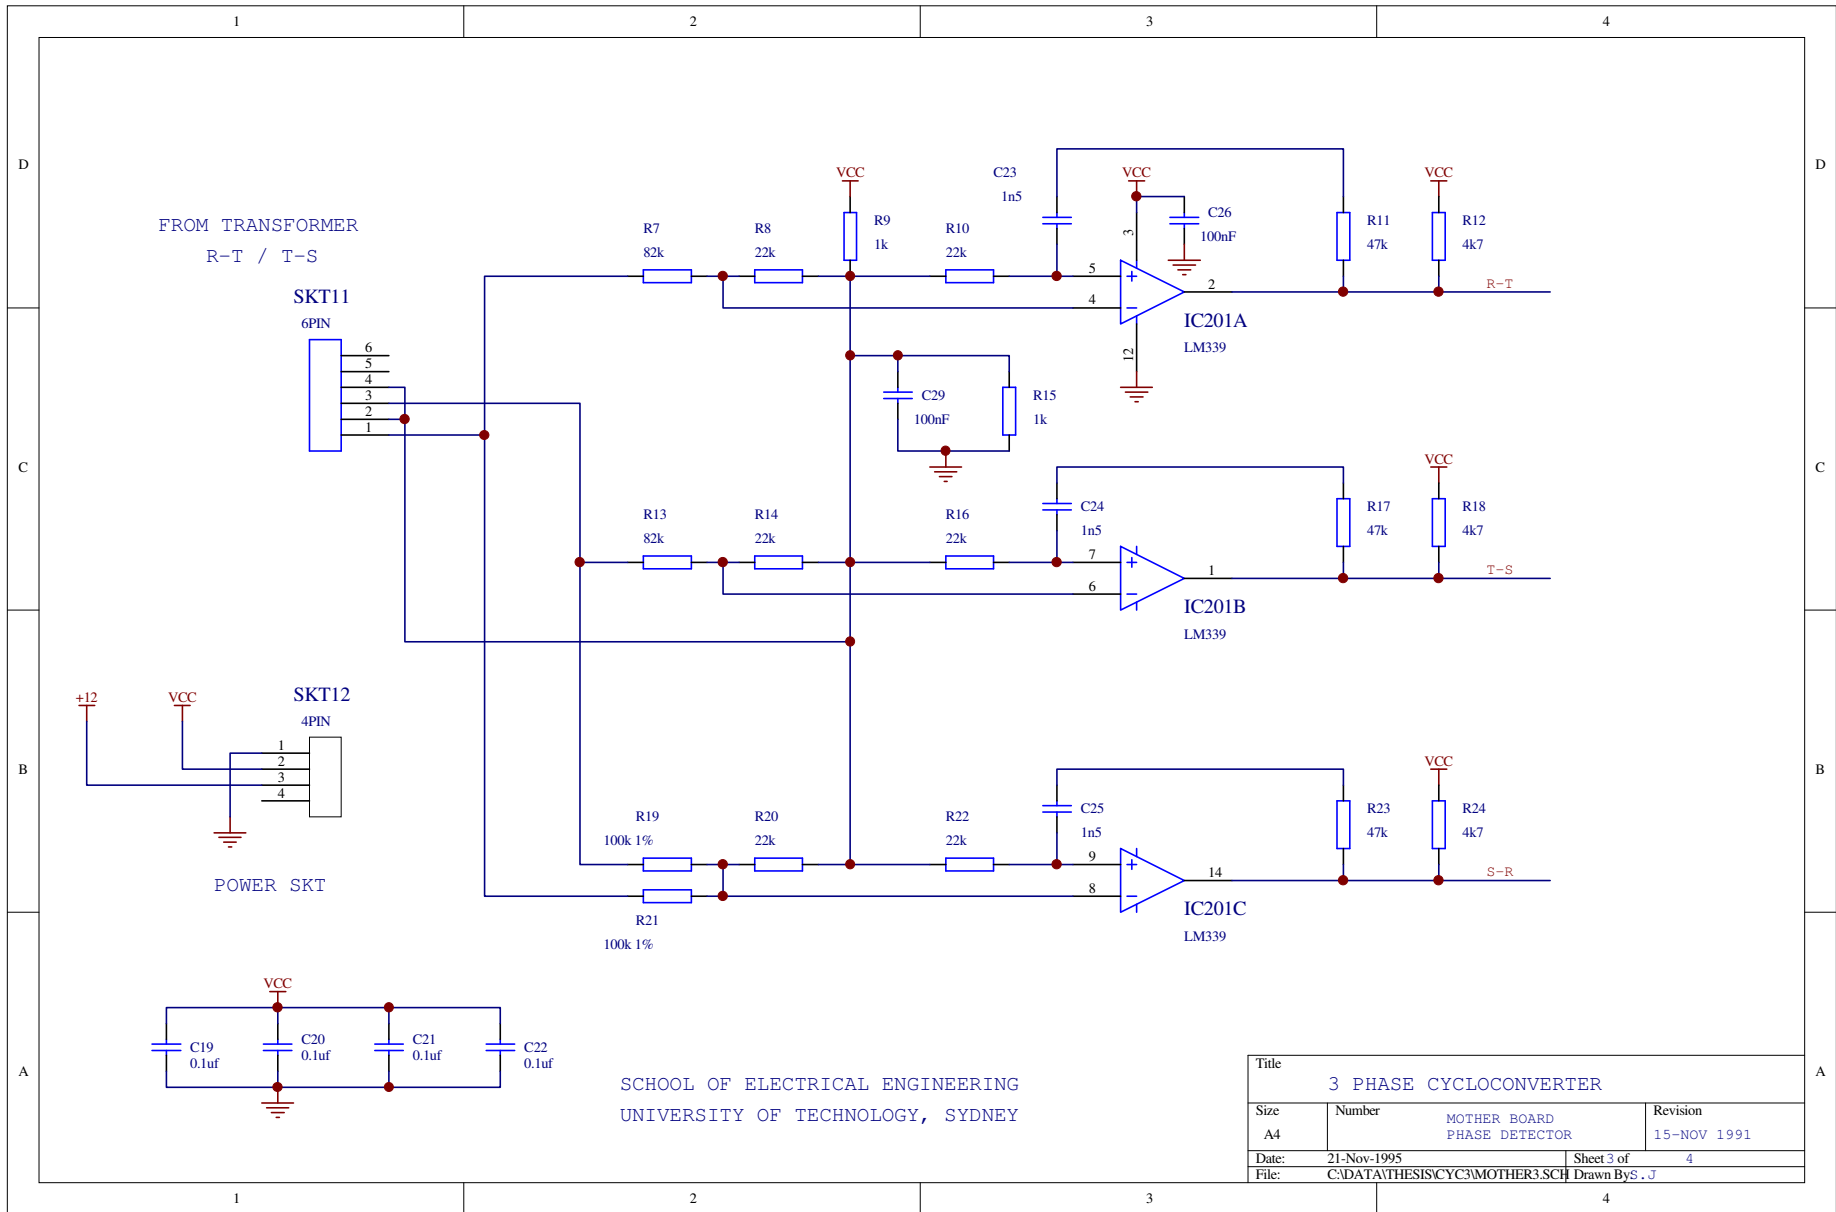 1 2 3 4
D D
C C
B B
A A
FROM TRANSFORMER
R-T / T-S
SKT11
6PIN
6
5
4
3
2
1
R7
82k
R8
22k
VCC
R9
1k
R10
22k
C23
1n5
VCC
C26
100nF
3
5
4
2
12
IC201A
LM339
R11
47k
VCC
R12
4k7
R-T
C29
100nF
R15
1k
R13
82k
R14
22k
R16
22k
C24
1n5
7
6
1
IC201B
LM339
R17
47k
VCC
R18
4k7
T-S
+12
VCC
SKT12
4PIN
1
2
3
4
POWER SKT
R19
100k 1%
R20
22k
R21
100k 1%
R22
22k
C25
1n5
9
8
14
IC201C
LM339
R23
47k
VCC
R24
4k7
S-R
VCC
C19
0.1uf
C20
0.1uf
C21
0.1uf
C22
0.1uf
SCHOOL OF ELECTRICAL ENGINEERING
UNIVERSITY OF TECHNOLOGY, SYDNEY
Title
3 PHASE CYCLOCONVERTER
Size
A4
Number
MOTHER BOARD
PHASE DETECTOR
Revision
15-NOV 1991
Date: 21-Nov-1995 Sheet 3 of 4
File: C:\DATA\THESIS\CYC3\MOTHER3.SCH Drawn By: S.J
1 2 3 4